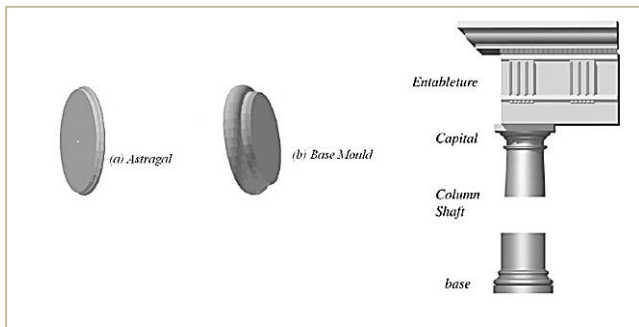 (a) Astragal
(b) Base Mould
Entableture
Capital
Column
Shaft
base